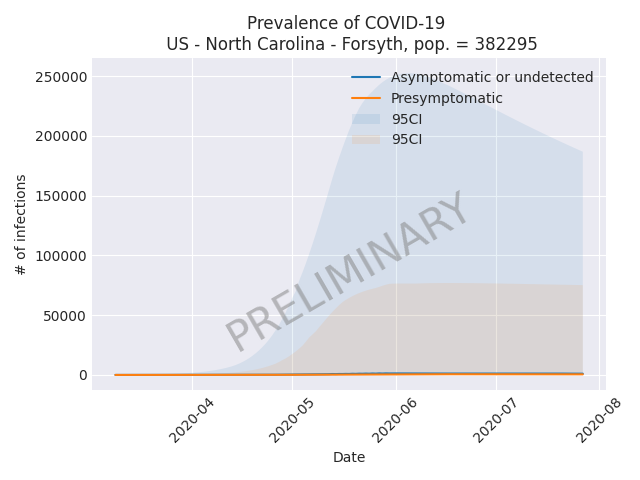 Prevalence of COVID-19
US - North Carolina - Forsyth, pop. = 382295
Asymptomatic or undetected
Presymptomatic
95CI
95CI
250000
200000
150000
100000
50000
0
# of infections
PRELIMINARY
2020-04
2020-05
2020-06
2020-07
2020-08
Date